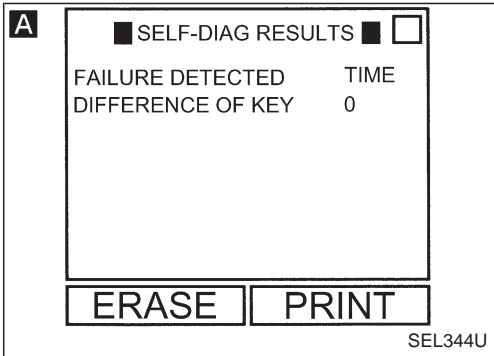 A
SELF-DIAG RESULTS
FAILURE DETECTED TIME
DIFFERENCE OF KEY 0
ERASE PRINT
SEL344U